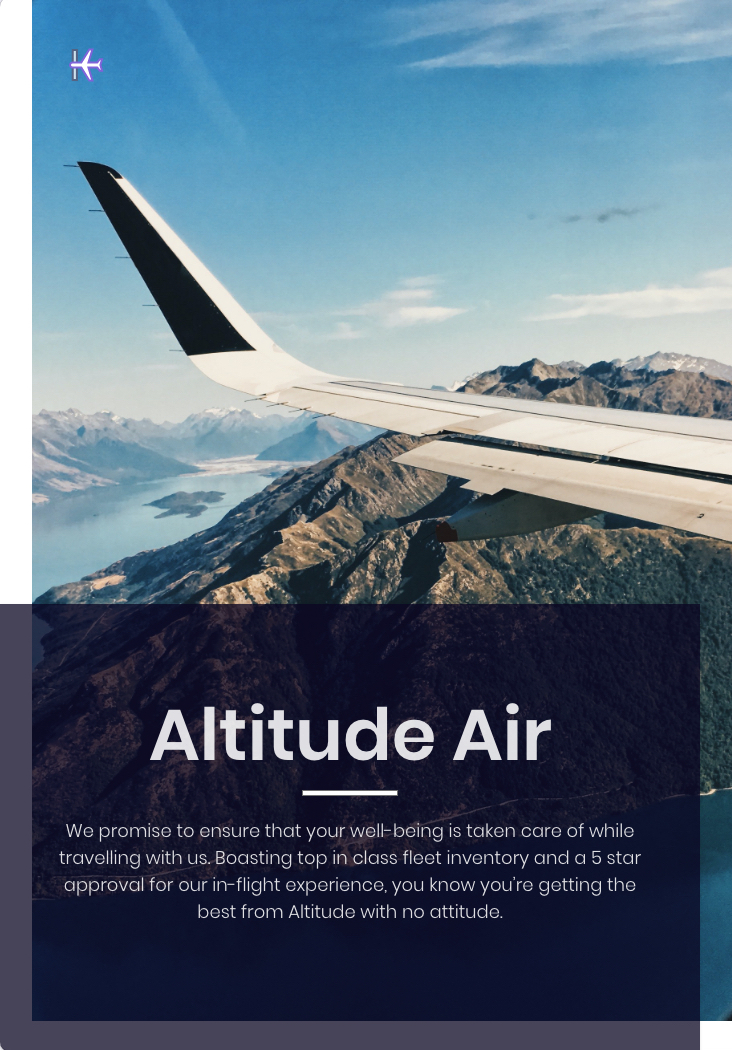 Altitude Air
We promise to ensure that your well-being is taken care of while
travelling with us. Boasting top in class fleet inventory and a 5 star
approval for our in-flight experience, you know you're getting the
best from Altitude with no attitude.